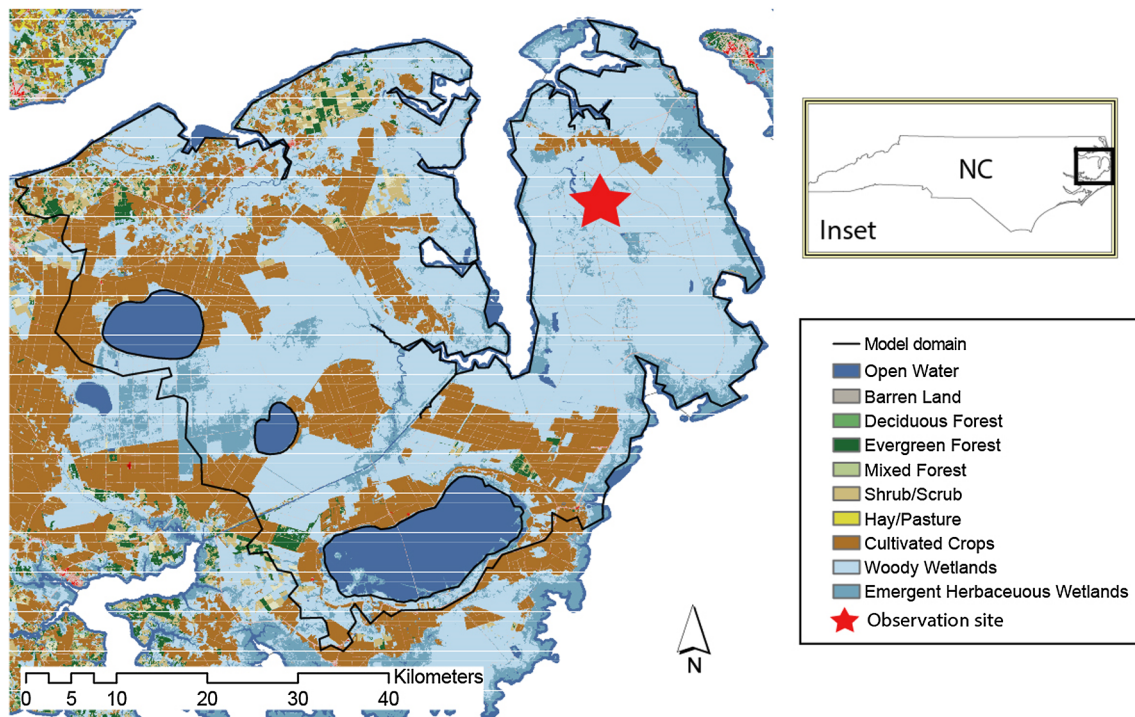 NC
Inset
Model domain
Open Water
Barren Land
Deciduous Forest
Evergreen Forest
Mixed Forest
Shrub/Scrub
Hay/Pasture
Cultivated Crops
Woody Wetlands
Emergent Herbaceuous Wetlands
Observation site
N
Kilometers
0 5 10 20 30 40